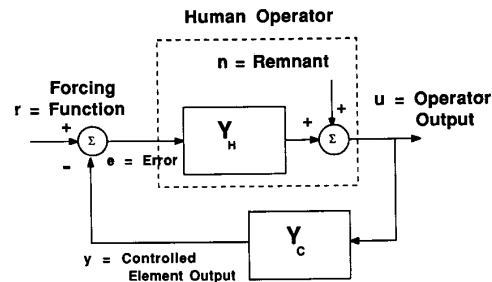 Human Operator
n = Remnant
Forcing
r = Function
u = Operator
Output
+
Σ
-
e = Error
Y
H
+
+
Σ
Y
C
y = Controlled
Element Output